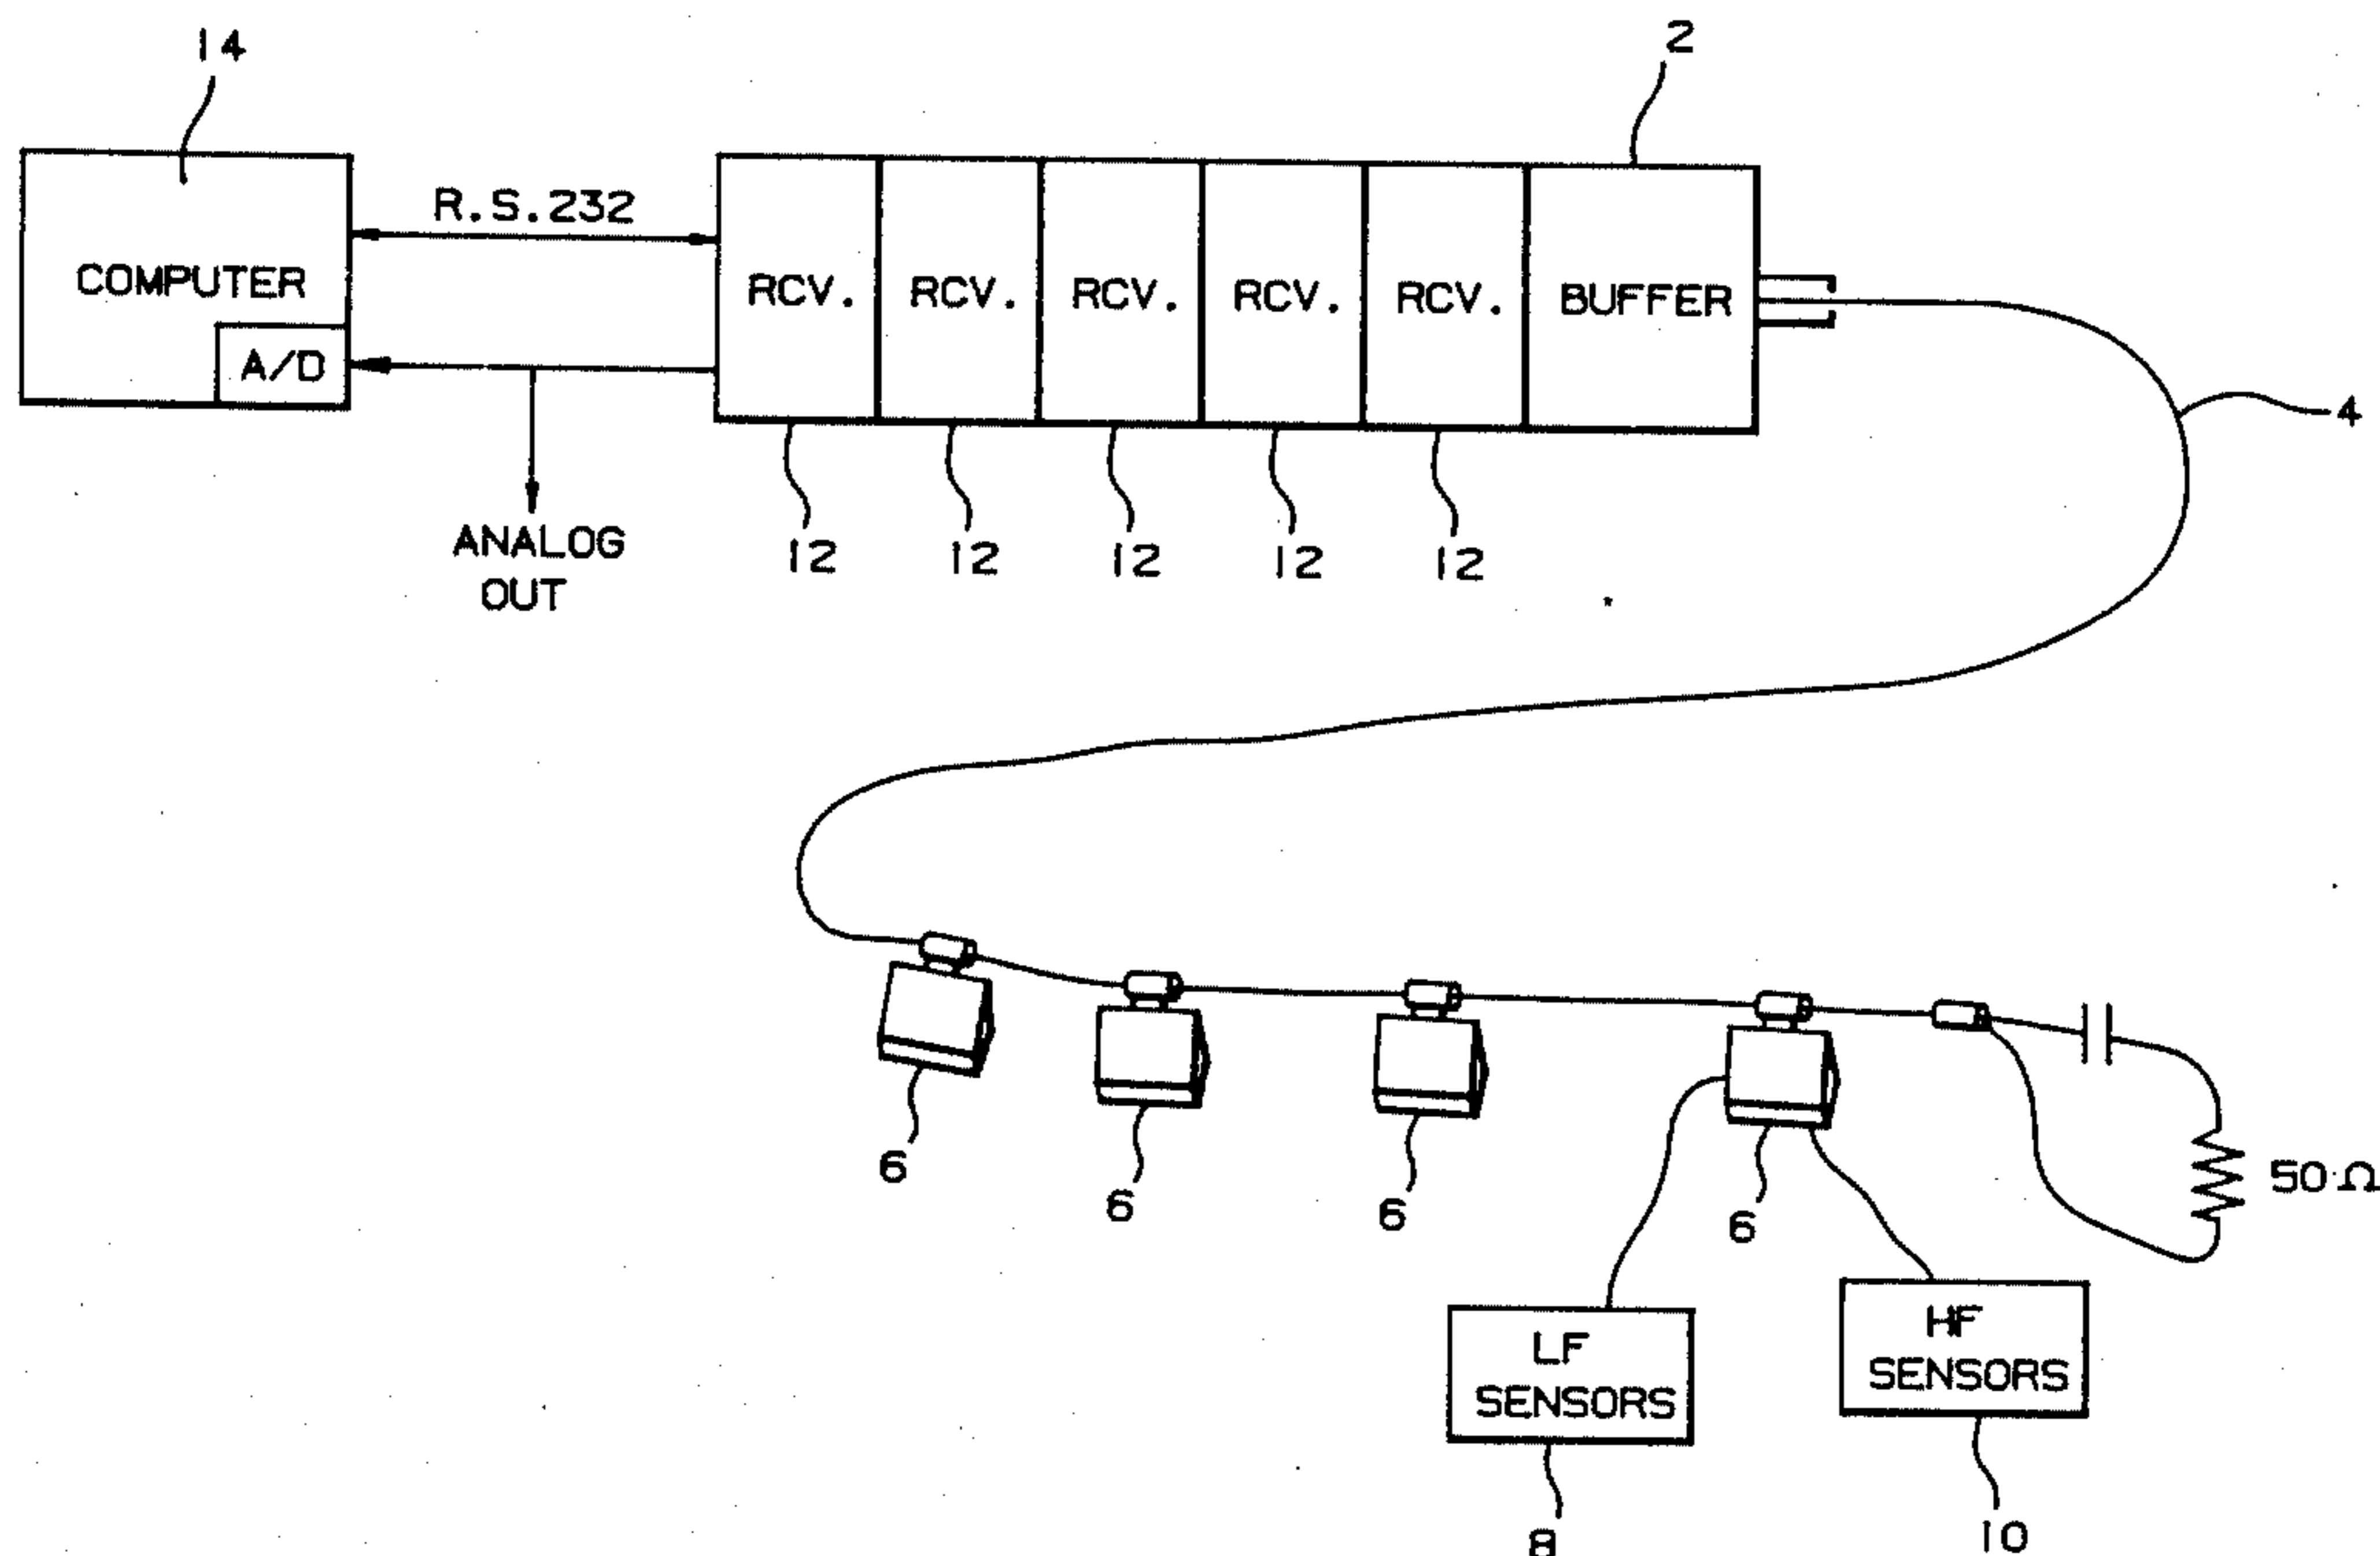 14
2
R.S.232
COMPUTER
RCV.
RCV.
RCV.
RCV.
RCV.
BUFFER
A/D
4
ANALOG
OUT
12
12
12
12
12
6
6
6
6
50 Ω
LF
SENSORS
HF
SENSORS
8
10